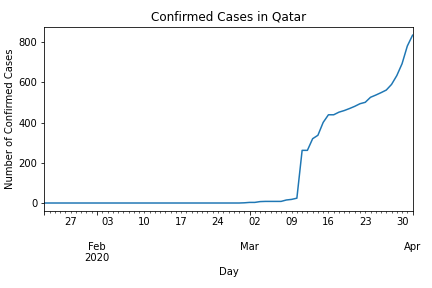 Confirmed Cases in Qatar
Number of Confirmed Cases
800
600
400
200
0
27 03 10 17 24 02 09 16 23 30
Feb Mar Apr
2020
Day